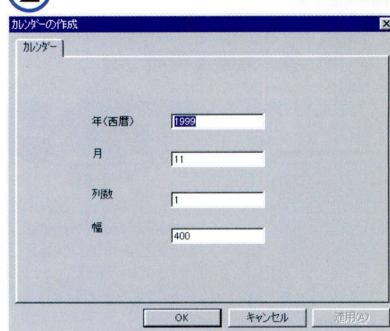 カレンダーの作成
カレンダー
年(西暦) 1999
月 11
列数 1
幅 400
OK キャンセル 適用(A)